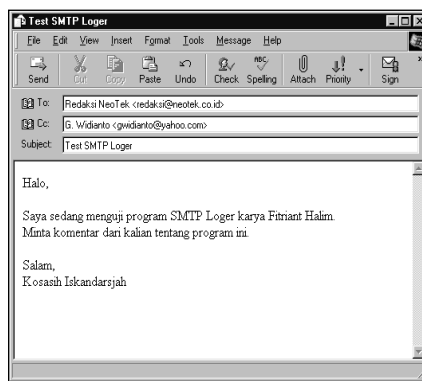 Test SMTP Loger
File Edit View Insert Format Tools Message Help
Send Cut Copy Paste Undo Check Spelling Attach Priority Sign
To: Redaksi NeoTek <redaksi@neotek.co.id>
Cc: G. Widianto <gwidianto@yahoo.com>
Subject: Test SMTP Loger
Halo,
Saya sedang menguji program SMTP Loger karya Fitriant Halim.
Minta komentar dari kalian tentang program ini.
Salam,
Kosasih Iskandarsjah